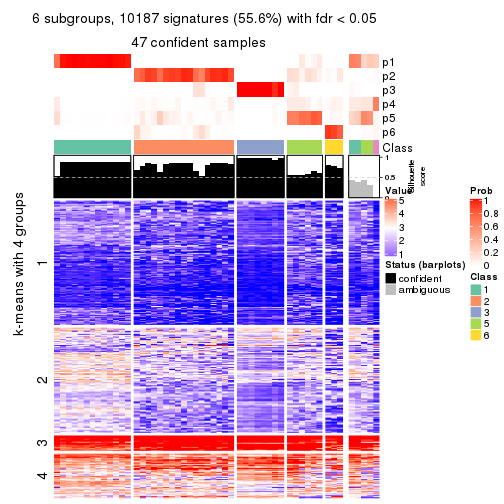 6 subgroups, 10187 signatures (55.6%) with fdr < 0.05
47 confident samples
p1
p2
p3
p4
p5
p6
Class
1
0.5
0
Silhouette
score
k-means with 4 groups
1
2
3
4
Value
5
4
3
2
1
Status (barplots)
confident
ambiguous
Prob
1
0.8
0.6
0.4
0.2
0
Class
1
2
3
5
6